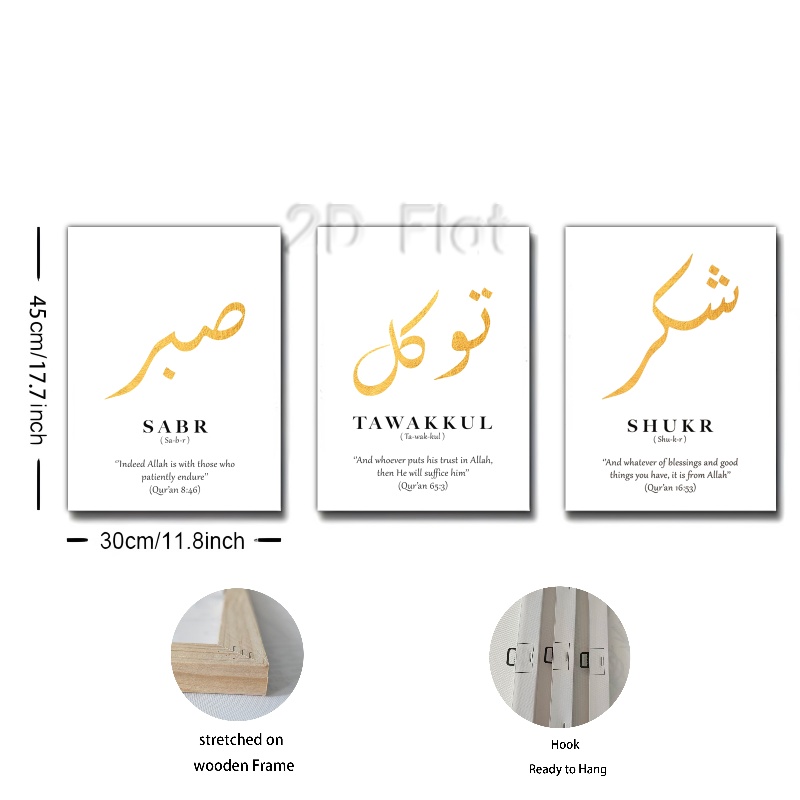 2D Flat
صبر
SABR
( Sa-b-r )
“Indeed Allah is with those who
patiently endure”
(Qur'an 8:46)
توكل
TAWAKKUL
( Ta-wak-kul )
“And whoever puts his trust in Allah,
then He will suffice him”
(Qur'an 65:3)
شكر
SHUKR
( Shu-k-r )
“And whatever of blessings and good
things you have, it is from Allah”
(Qur'an 16:53)
45cm/17.7inch
30cm/11.8inch
stretched on
wooden Frame
Hook
Ready to Hang